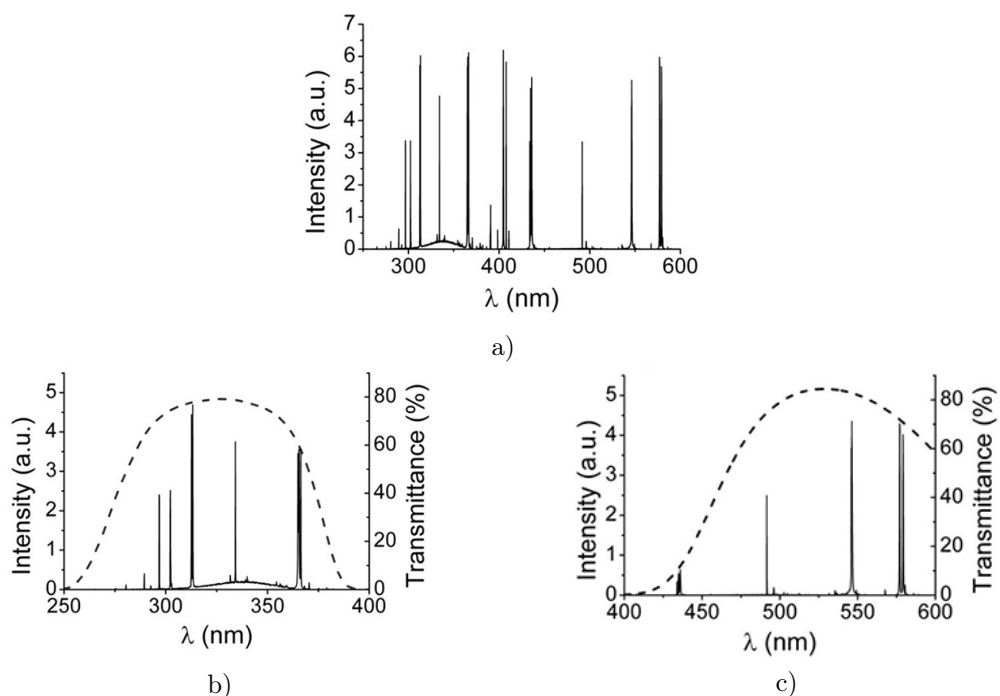 7
6
5
4
3
2
1
0
Intensity (a.u.)
300 400 500 600
λ (nm)
a)
5
4
3
2
1
0
Intensity (a.u.)
80
60
40
20
0
Transmittance (%)
250 300 350 400
λ (nm)
b)
5
4
3
2
1
0
Intensity (a.u.)
80
60
40
20
0
Transmittance (%)
400 450 500 550 600
λ (nm)
c)